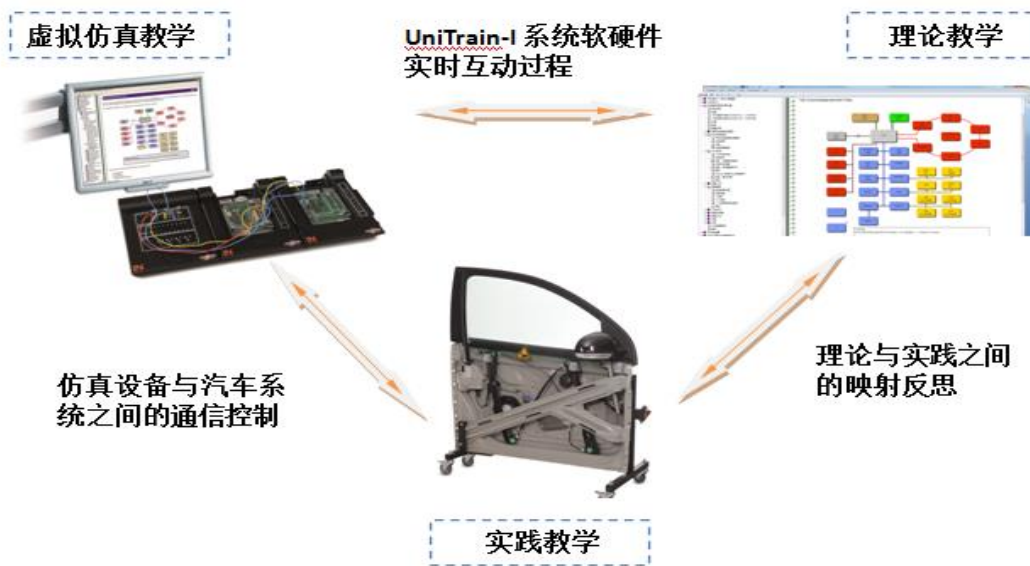 虚拟仿真教学
UniTrain-I 系统软硬件
实时互动过程
理论教学
仿真设备与汽车系
统之间的通信控制
理论与实践之间
的映射反思
实践教学